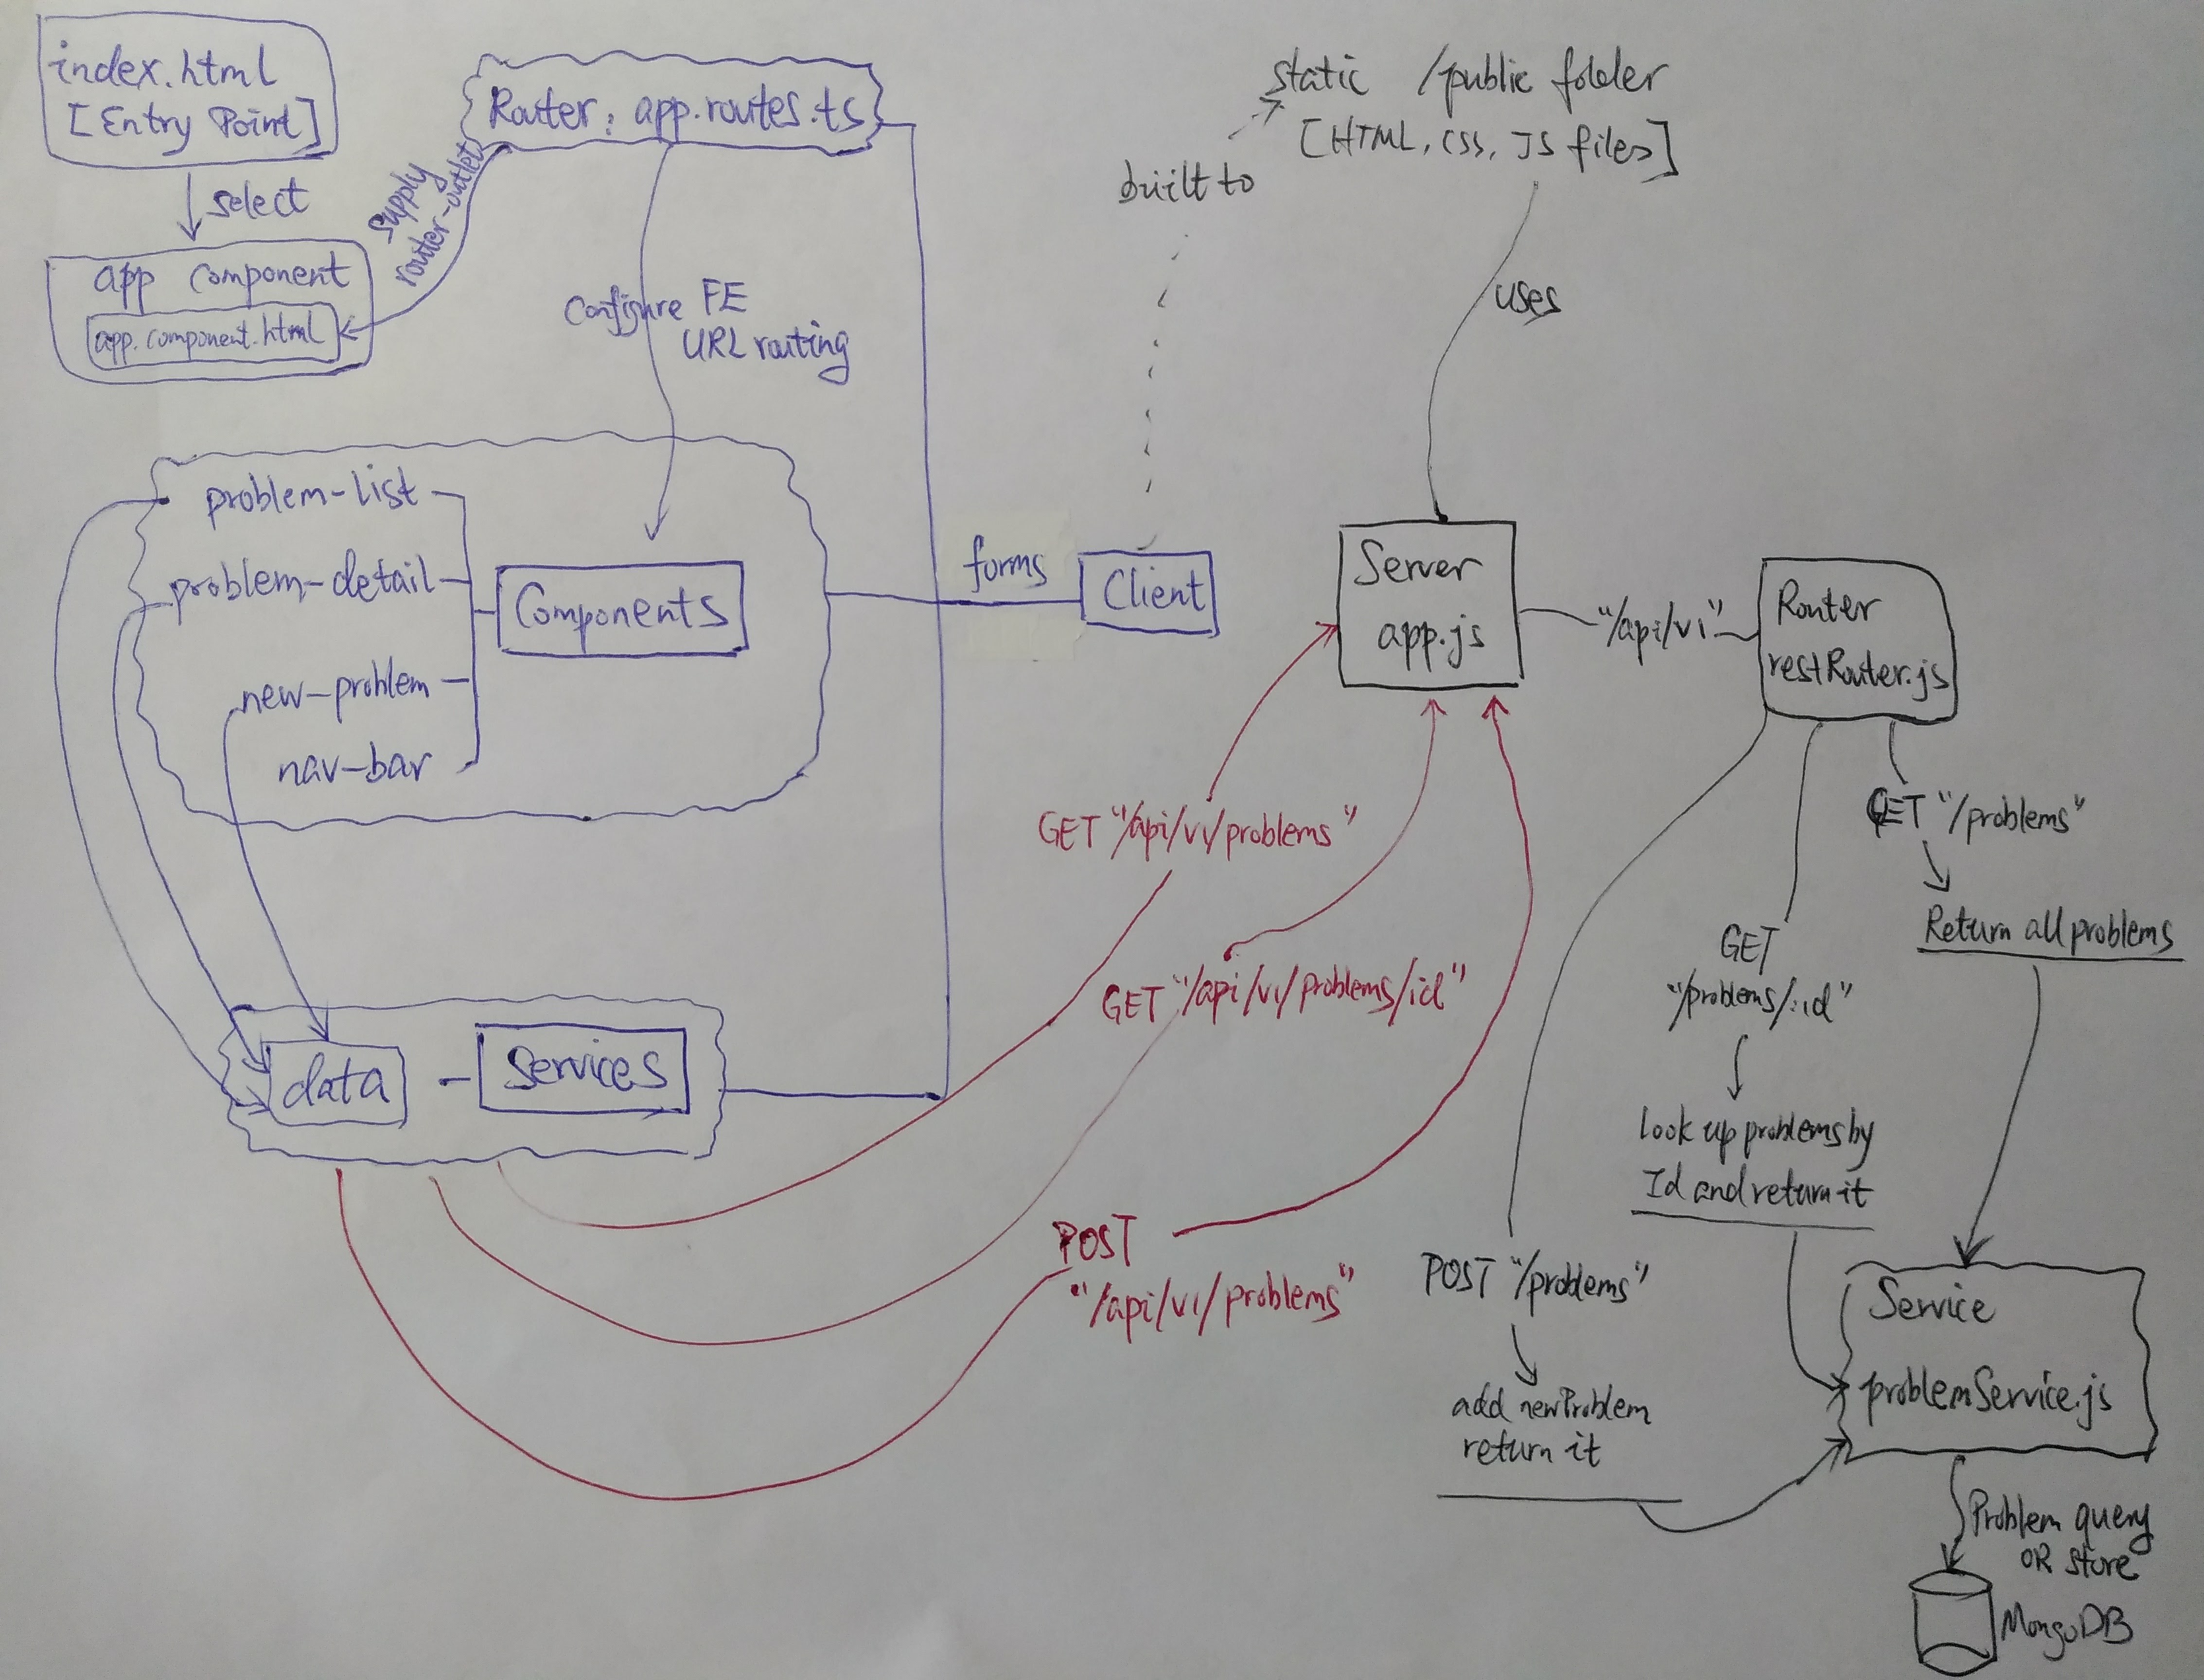 index.html
[Entry Point]
select
app component
app.component.html
Supply
router-outlet
Router: app.routes.ts
Configure FE
URL routing
problem-list
problem-detail
new-problem
nav-bar
Components
data
Services
forms
Client
built to
static /public folder
[HTML, CSS, JS files]
uses
Server
app.js
"/api/v1"
Router
restRouter.js
GET "/api/v1/problems"
GET "/api/v1/problems/id"
POST
"/api/v1/problems"
GET "/problems"
Return all problems
GET
"/problems/:id"
look up problems by
Id and return it
POST "/problems"
add newProblem
return it
Service
problemService.js
Problem query
OR store
MongoDB